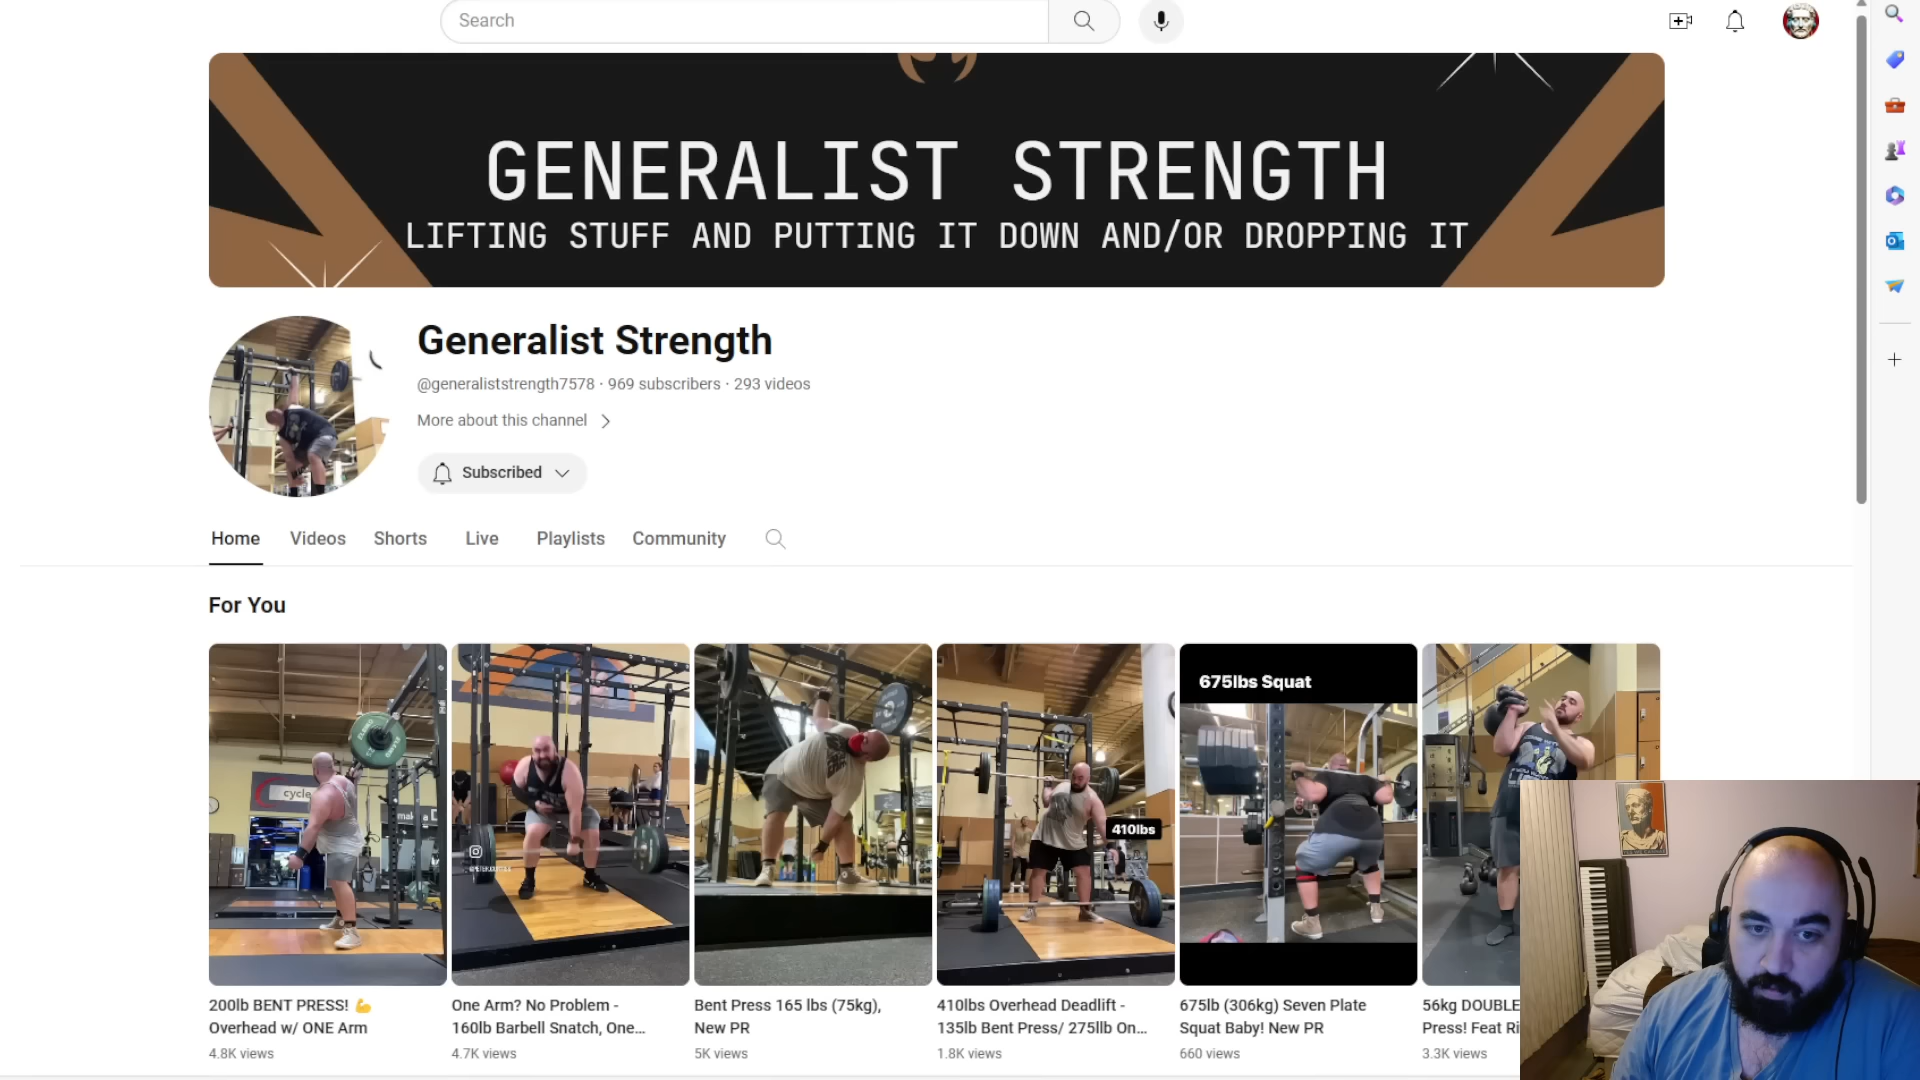 Search
GENERALIST STRENGTH
LIFTING STUFF AND PUTTING IT DOWN AND/OR DROPPING IT
Generalist Strength
@generaliststrength7578 · 969 subscribers · 293 videos
More about this channel
Subscribed
Home Videos Shorts Live Playlists Community
For You
cycle
410lbs
675lbs Squat
200lb BENT PRESS! 💪
Overhead w/ ONE Arm
4.8K views
One Arm? No Problem -
160lb Barbell Snatch, One...
4.7K views
Bent Press 165 lbs (75kg),
New PR
5K views
410lbs Overhead Deadlift -
135lb Bent Press/ 275llb On...
1.8K views
675lb (306kg) Seven Plate
Squat Baby! New PR
660 views
56kg DOUBLE
Press! Feat Ri
3.3K views